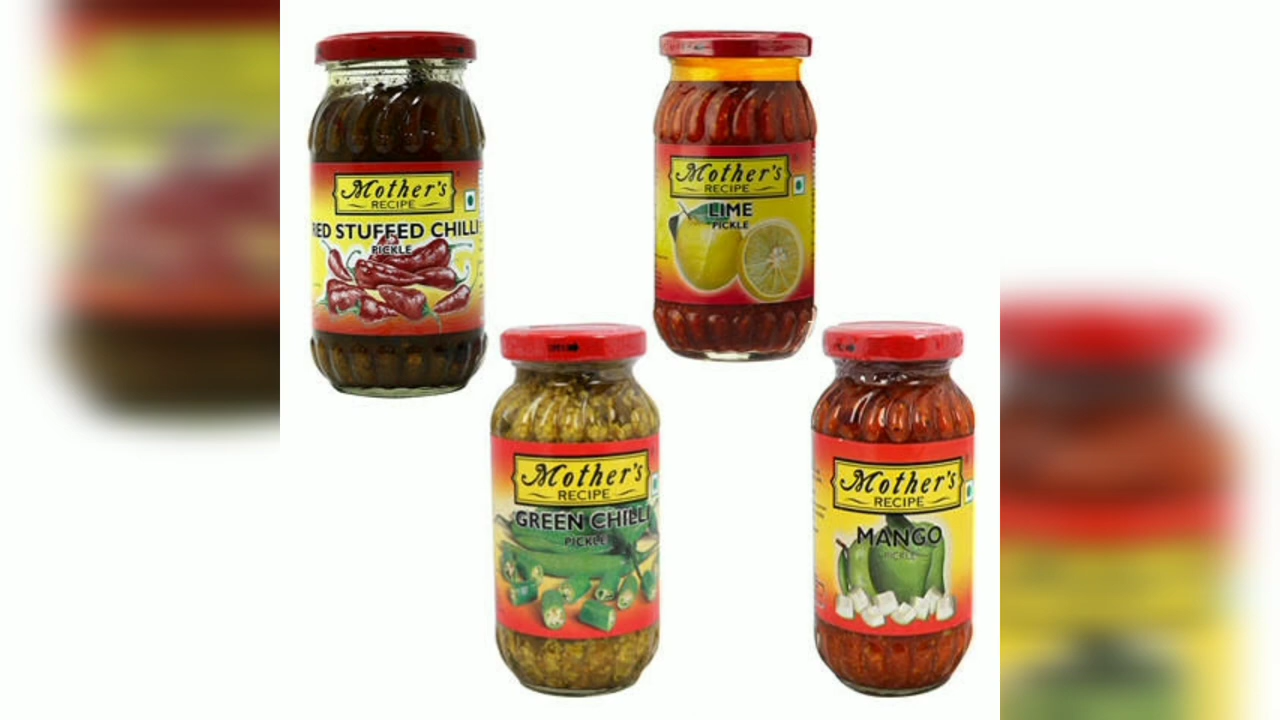 Mother's
RECIPE
RED STUFFED CHILLI
PICKLE
Mother's
RECIPE
LIME
PICKLE
Mother's
RECIPE
GREEN CHILLI
PICKLE
Mother's
RECIPE
MANGO
PICKLE